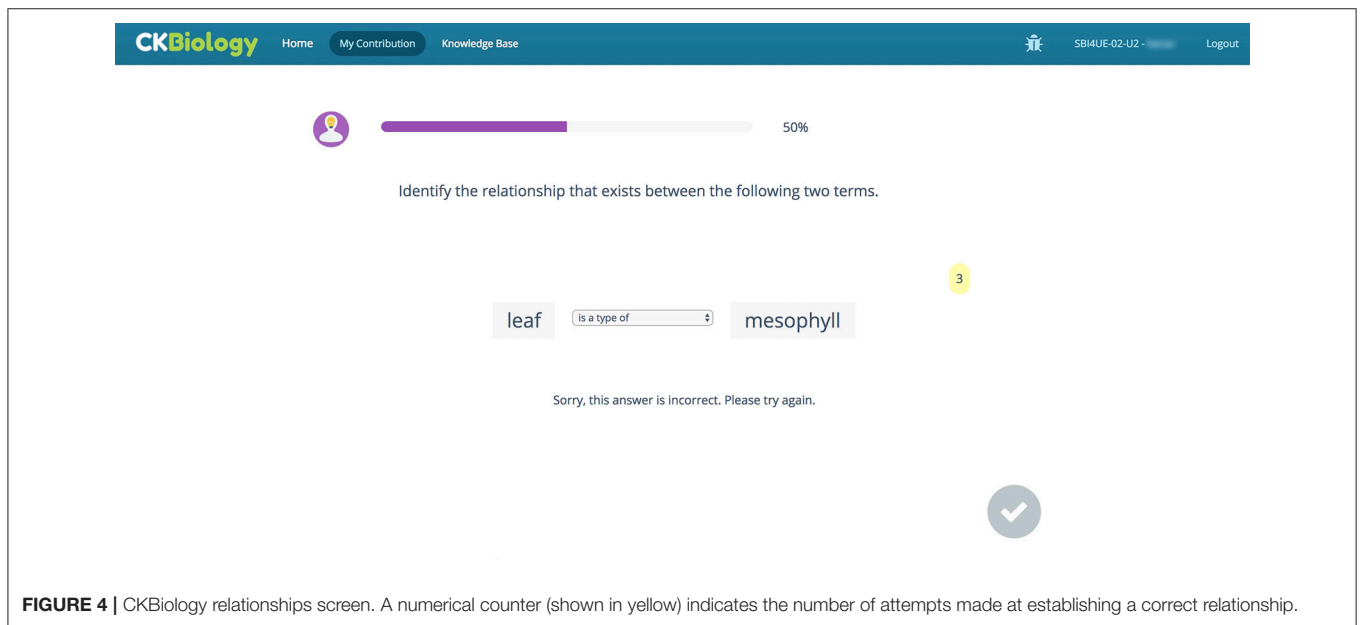 CKBiology Home My Contribution Knowledge Base SBI4UE-02-U2 - Logout
50%
Identify the relationship that exists between the following two terms.
3
leaf is a type of mesophyll
Sorry, this answer is incorrect. Please try again.
FIGURE 4 | CKBiology relationships screen. A numerical counter (shown in yellow) indicates the number of attempts made at establishing a correct relationship.